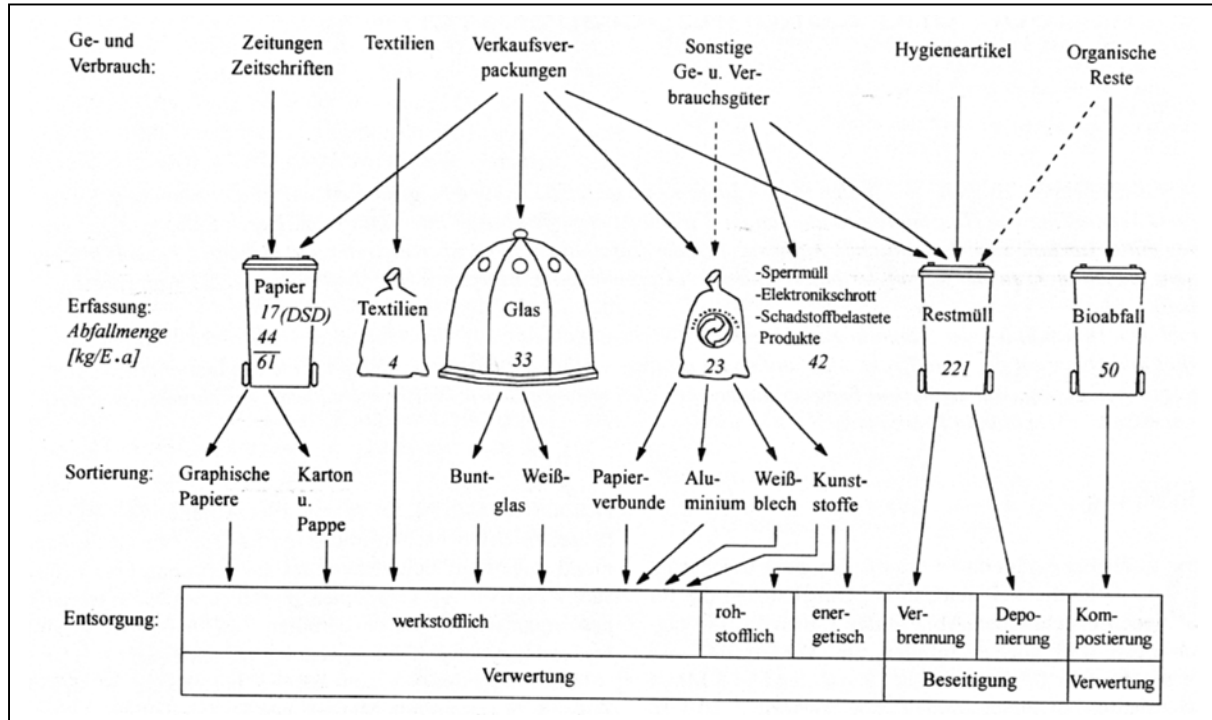 Ge- und
Verbrauch:
Zeitungen
Zeitschriften
Textilien
Verkaufsver-
packungen
Sonstige
Ge- u. Ver-
brauchsgüter
Hygieneartikel
Organische
Reste
Erfassung:
Abfallmenge
[kg/E.a]
Papier
17 (DSD)
44
61
Textilien
4
Glas
33
23
-Sperrmüll
-Elektronikschrott
-Schadstoffbelastete
Produkte
42
Restmüll
221
Bioabfall
50
Sortierung:
Graphische
Papiere
Karton
u.
Pappe
Bunt- Weiß-
glas
Papier-
verbunde
Alu-
minium
Weiß-
blech
Kunst-
stoffe
Entsorgung:
werkstofflich
roh-
stofflich
ener-
getisch
Ver-
brennung
Depo-
nierung
Kom-
postierung
Verwertung
Beseitigung
Verwertung